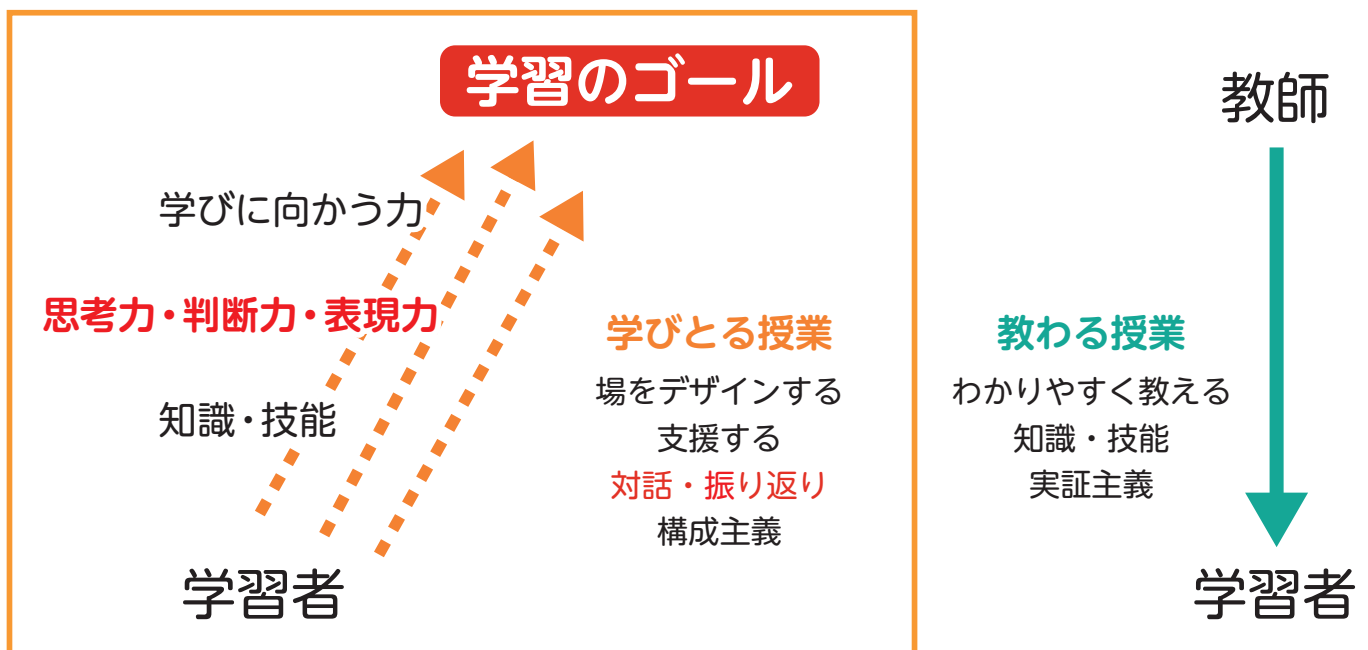 学習のゴール
学びに向かう力
思考力・判断力・表現力
知識・技能
学習者
学びとる授業
場をデザインする
支援する
対話・振り返り
構成主義
教師
教わる授業
わかりやすく教える
知識・技能
実証主義
学習者